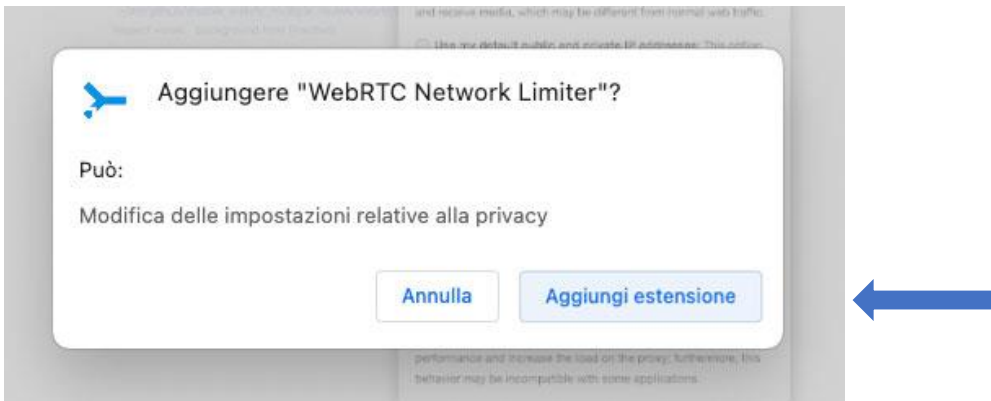 and receive media, which may be different from normal web traffic.
Use my default public and private IP addresses: This option
Aggiungere "WebRTC Network Limiter"?
Può:
Modifica delle impostazioni relative alla privacy
Annulla
Aggiungi estensione
performance and increase the load on the proxy; furthermore, this
behavior may be incompatible with some applications.